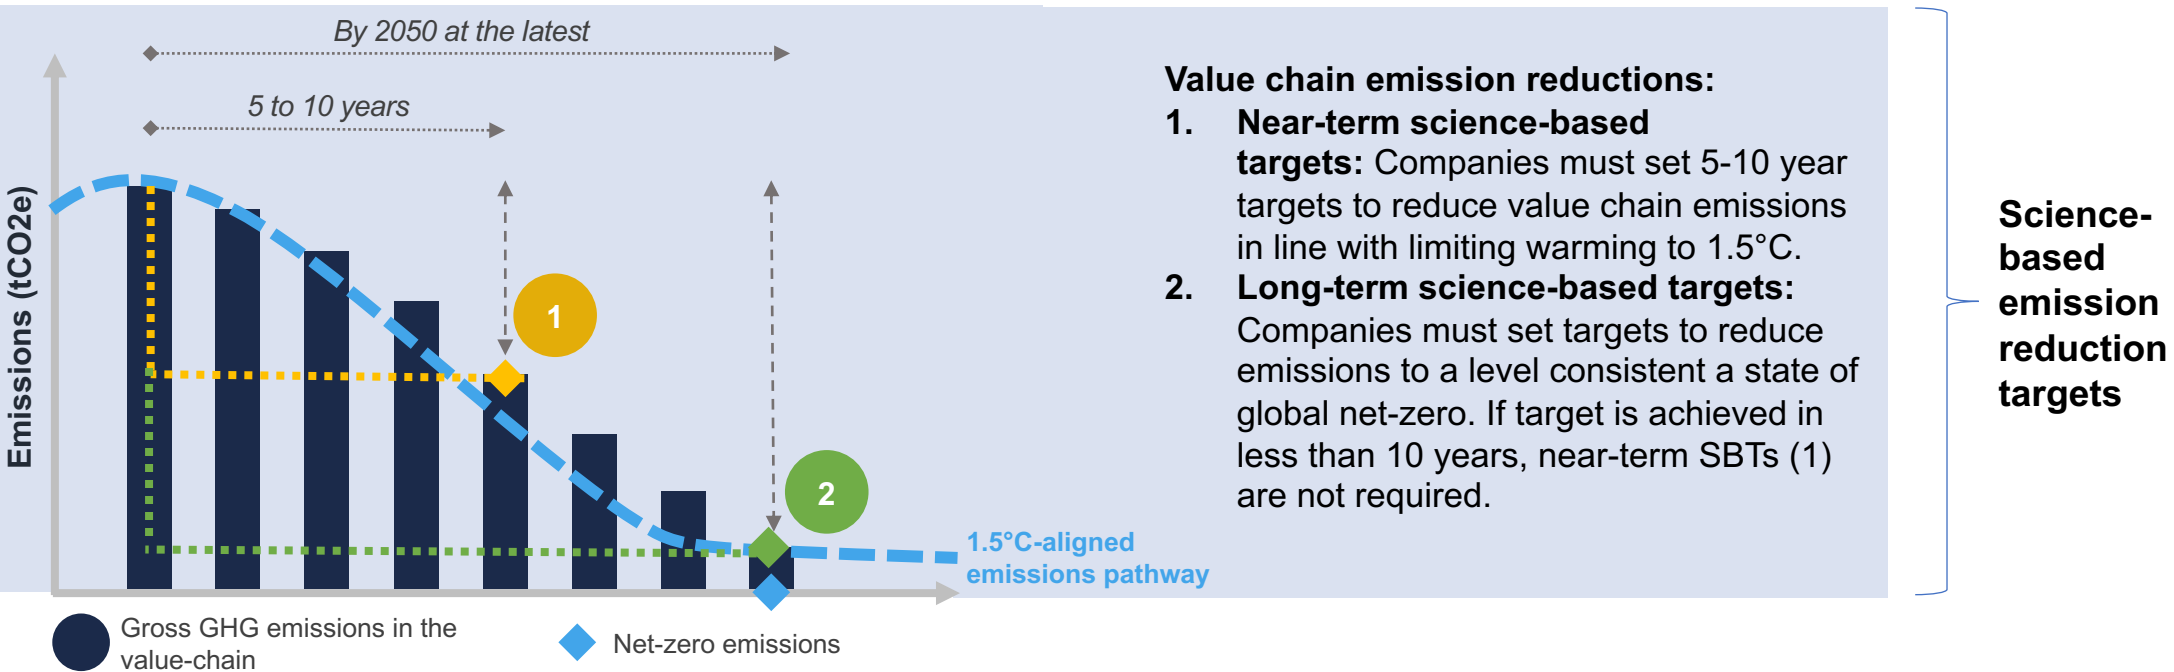 By 2050 at the latest
5 to 10 years
Emissions (tCO2e)
1
2
1.5°C-aligned
emissions pathway
Gross GHG emissions in the
value-chain
Net-zero emissions
Value chain emission reductions:
1. Near-term science-based
targets: Companies must set 5-10 year
targets to reduce value chain emissions
in line with limiting warming to 1.5°C.
2. Long-term science-based targets:
Companies must set targets to reduce
emissions to a level consistent a state of
global net-zero. If target is achieved in
less than 10 years, near-term SBTs (1)
are not required.
Science-
based
emission
reduction
targets